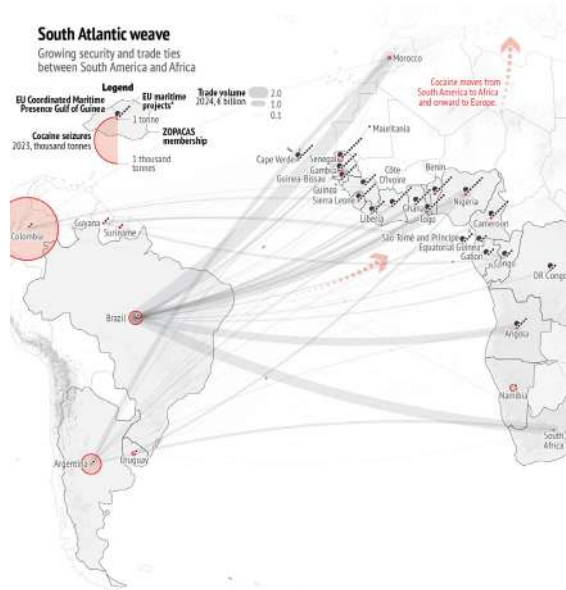 South Atlantic weave
Growing security and trade ties
between South America and Africa
Legend
EU Coordinated Maritime
Presence Gulf of Guinea
EU maritime
projects*
1 tonne
Cocaine seizures
2023, thousand tonnes
ZOPACAS
membership
1 thousand
tonnes
Trade volume
2024, € billion
2.0
1.0
0.1
Morocco
Cocaine moves from
South America to Africa
and onward to Europe.
Mauritania
Cape Verde
Senegal
Gambia
Guinea-Bissau
Guinea
Sierra Leone
Liberia
Côte
D'Ivoire
Ghana
Togo
Benin
Nigeria
Cameroon
São Tomé and Príncipe
Equatorial Guinea
Gabon
Congo
DR Congo
Colombia
Guyana
Suriname
Brazil
Angola
Namibia
Argentina
Uruguay
South
Africa